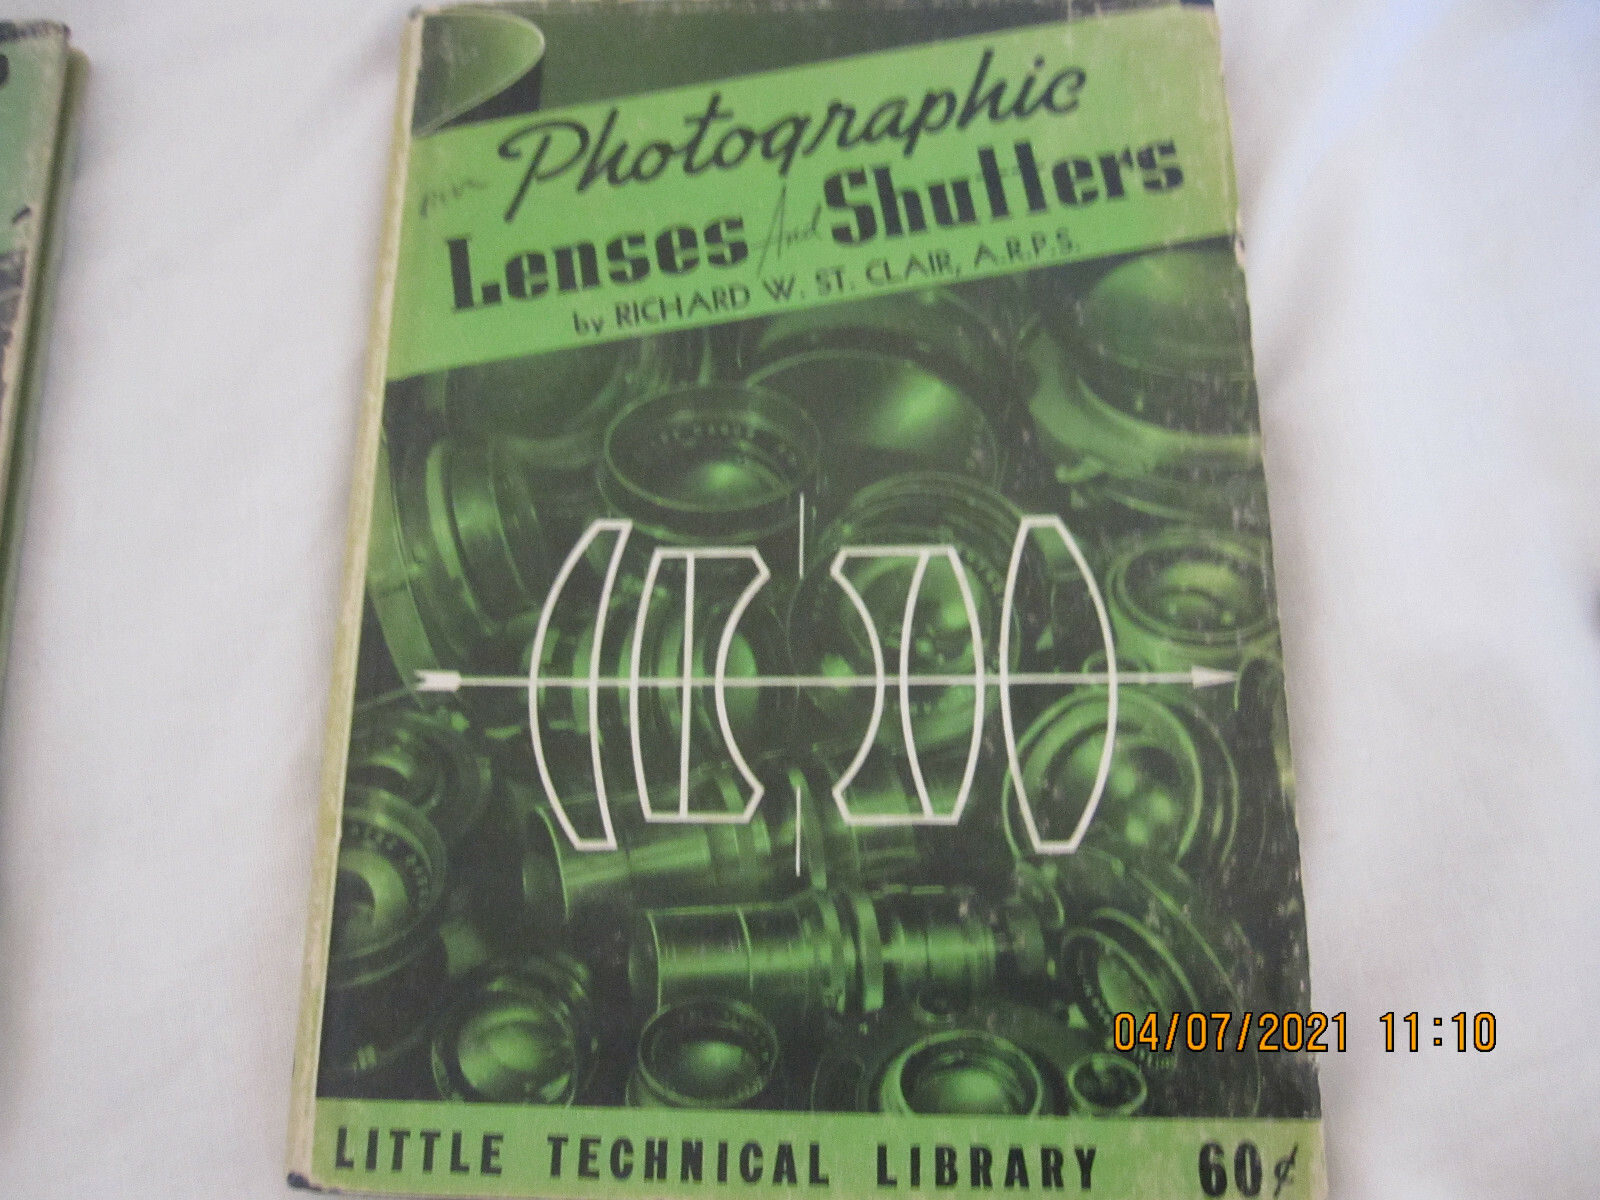 Photographic
Lenses And Shutters
by RICHARD W. ST. CLAIR, A.R.P.S.
04/07/2021 11:10
LITTLE TECHNICAL LIBRARY 60¢